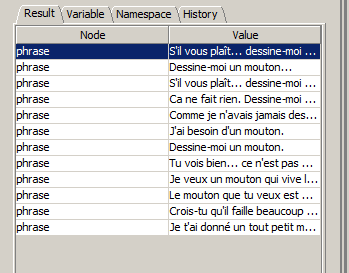 Result Variable Namespace History
Node Value
phrase S'il vous plaît... dessine-moi ...
phrase Dessine-moi un mouton...
phrase S'il vous plaît... dessine-moi ...
phrase Ca ne fait rien. Dessine-moi ...
phrase Comme je n'avais jamais des...
phrase J'ai besoin d'un mouton.
phrase Dessine-moi un mouton.
phrase Tu vois bien... ce n'est pas ...
phrase Je veux un mouton qui vive l...
phrase Le mouton que tu veux est ...
phrase Crois-tu qu'il faille beaucoup ...
phrase Je t'ai donné un tout petit m...